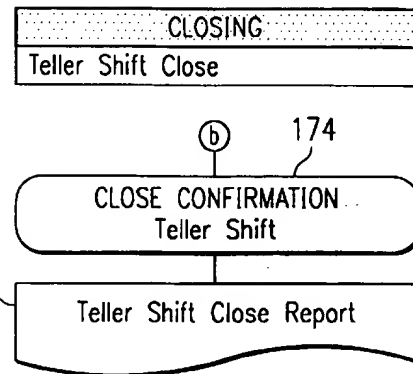 CLOSING
Teller Shift Close
b
174
CLOSE CONFIRMATION
Teller Shift
Teller Shift Close Report